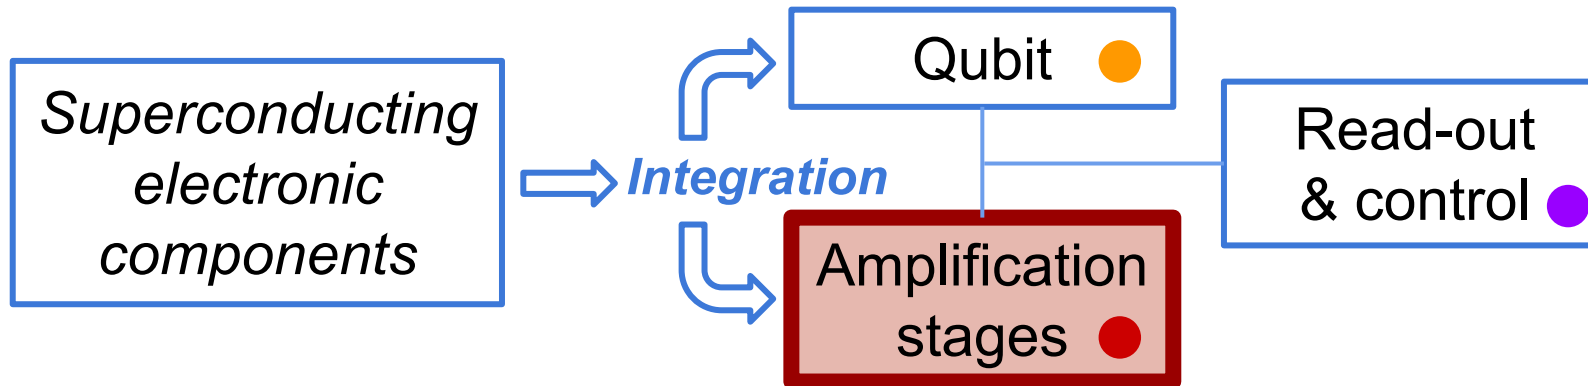 Superconducting
electronic
components
Integration
Qubit
Amplification
stages
Read-out
& control